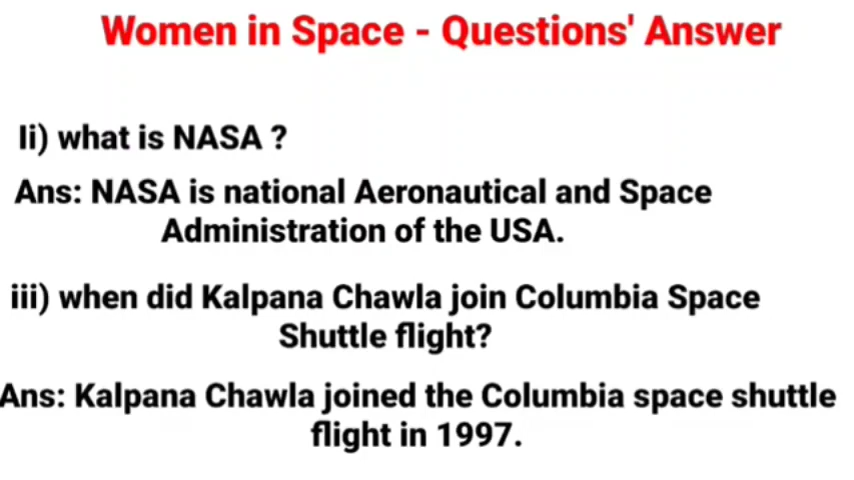 Women in Space - Questions' Answer
Ii) what is NASA ?
Ans: NASA is national Aeronautical and Space
Administration of the USA.
iii) when did Kalpana Chawla join Columbia Space
Shuttle flight?
Ans: Kalpana Chawla joined the Columbia space shuttle
flight in 1997.